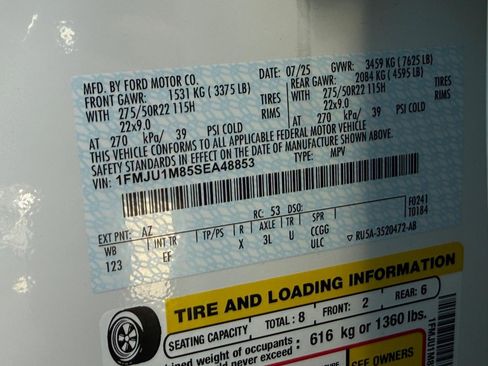 MFD. BY FORD MOTOR CO.
DATE: 07/25 GVWR: 3459 KG (7625 LB)
FRONT GAWR: 1531 KG (3375 LB)
REAR GAWR: 2084 KG (4595 LB)
WITH 275/50R22 115H TIRES
WITH 275/50R22 115H TIRES
22x9.0 RIMS
22x9.0 RIMS
AT 270 kPa/ 39 PSI COLD
AT 270 kPa/ 39 PSI COLD
THIS VEHICLE CONFORMS TO ALL APPLICABLE FEDERAL MOTOR VEHICLE
SAFETY STANDARDS IN EFFECT ON THE DATE OF MANUFACTURE SHOWN ABOVE.
VIN: 1FMJU1M85SEA48853 TYPE: MPV
F0241
T0184
EXT PNT: AZ RC: 53 DSO:
WB INT TR TP/PS R AXLE TR SPR
123 EF X 3L U CCGG
ULC
RU5A-3520472-AB
TIRE AND LOADING INFORMATION
SEATING CAPACITY TOTAL: 8 FRONT: 2 REAR: 6
ined weight of occupants
uld never exceed : 616 kg or 1360 lbs.
SEE OWNERS